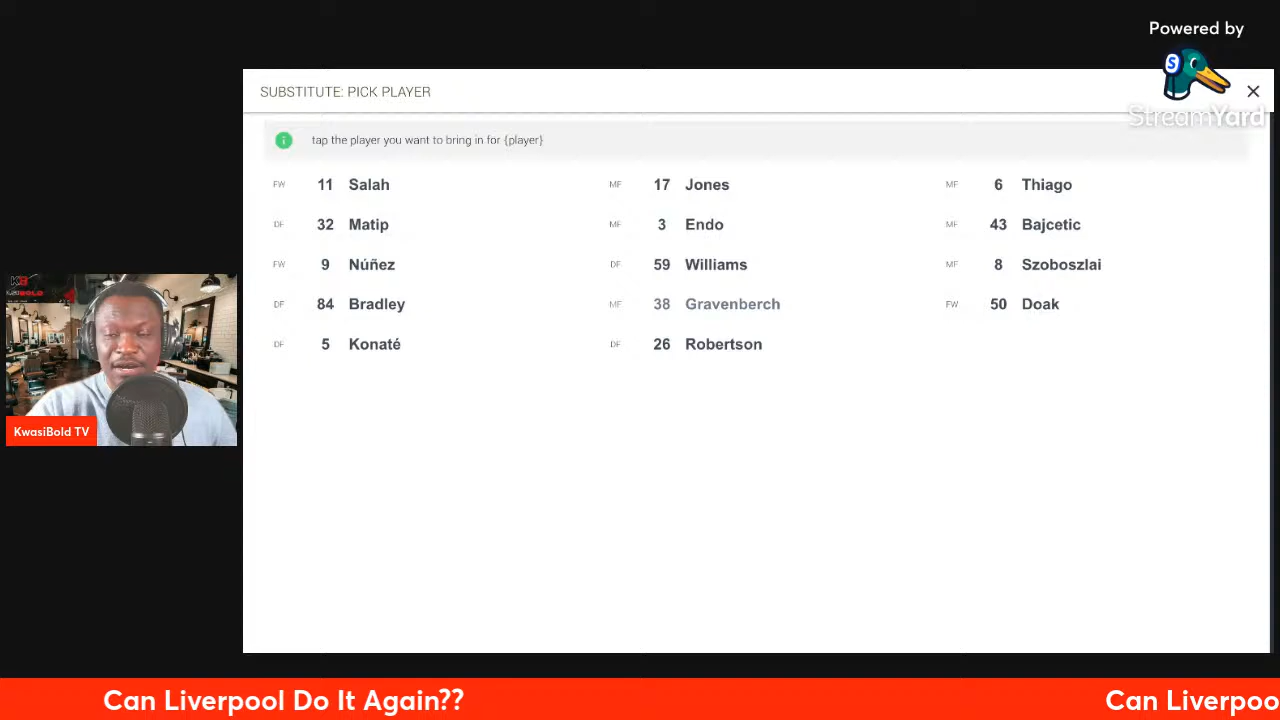 Powered by
StreamYard
SUBSTITUTE: PICK PLAYER
tap the player you want to bring in for {player}
FW 11 Salah
DF 32 Matip
FW 9 Núñez
DF 84 Bradley
DF 5 Konaté
MF 17 Jones
MF 3 Endo
DF 59 Williams
MF 38 Gravenberch
DF 26 Robertson
MF 6 Thiago
MF 43 Bajcetic
MF 8 Szoboszlai
FW 50 Doak
KwasiBold TV
Can Liverpool Do It Again??
Can Liverpoo